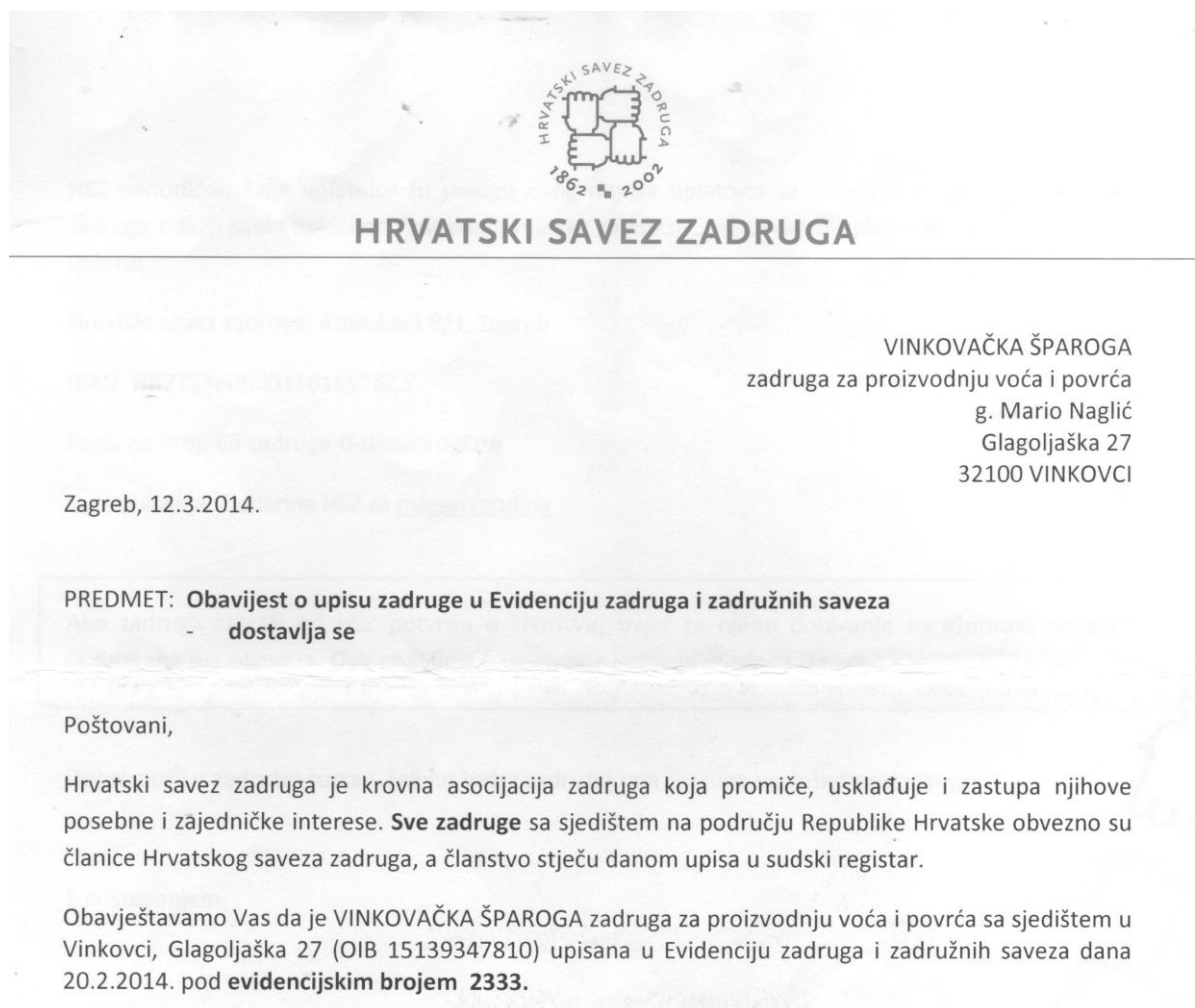 HRVATSKI SAVEZ ZADRUGA
1862 2002
HRVATSKI SAVEZ ZADRUGA
VINKOVAČKA ŠPAROGA
zadruga za proizvodnju voća i povrća
g. Mario Naglić
Glagoljaška 27
32100 VINKOVCI
Zagreb, 12.3.2014.
PREDMET: Obavijest o upisu zadruge u Evidenciju zadruga i zadružnih saveza
- dostavlja se
Poštovani,
Hrvatski savez zadruga je krovna asocijacija zadruga koja promiče, usklađuje i zastupa njihove
posebne i zajedničke interese. Sve zadruge sa sjedištem na području Republike Hrvatske obvezno su
članice Hrvatskog saveza zadruga, a članstvo stječu danom upisa u sudski registar.
Obavještavamo Vas da je VINKOVAČKA ŠPAROGA zadruga za proizvodnju voća i povrća sa sjedištem u
Vinkovci, Glagoljaška 27 (OIB 15139347810) upisana u Evidenciju zadruga i zadružnih saveza dana
20.2.2014. pod evidencijskim brojem 2333.